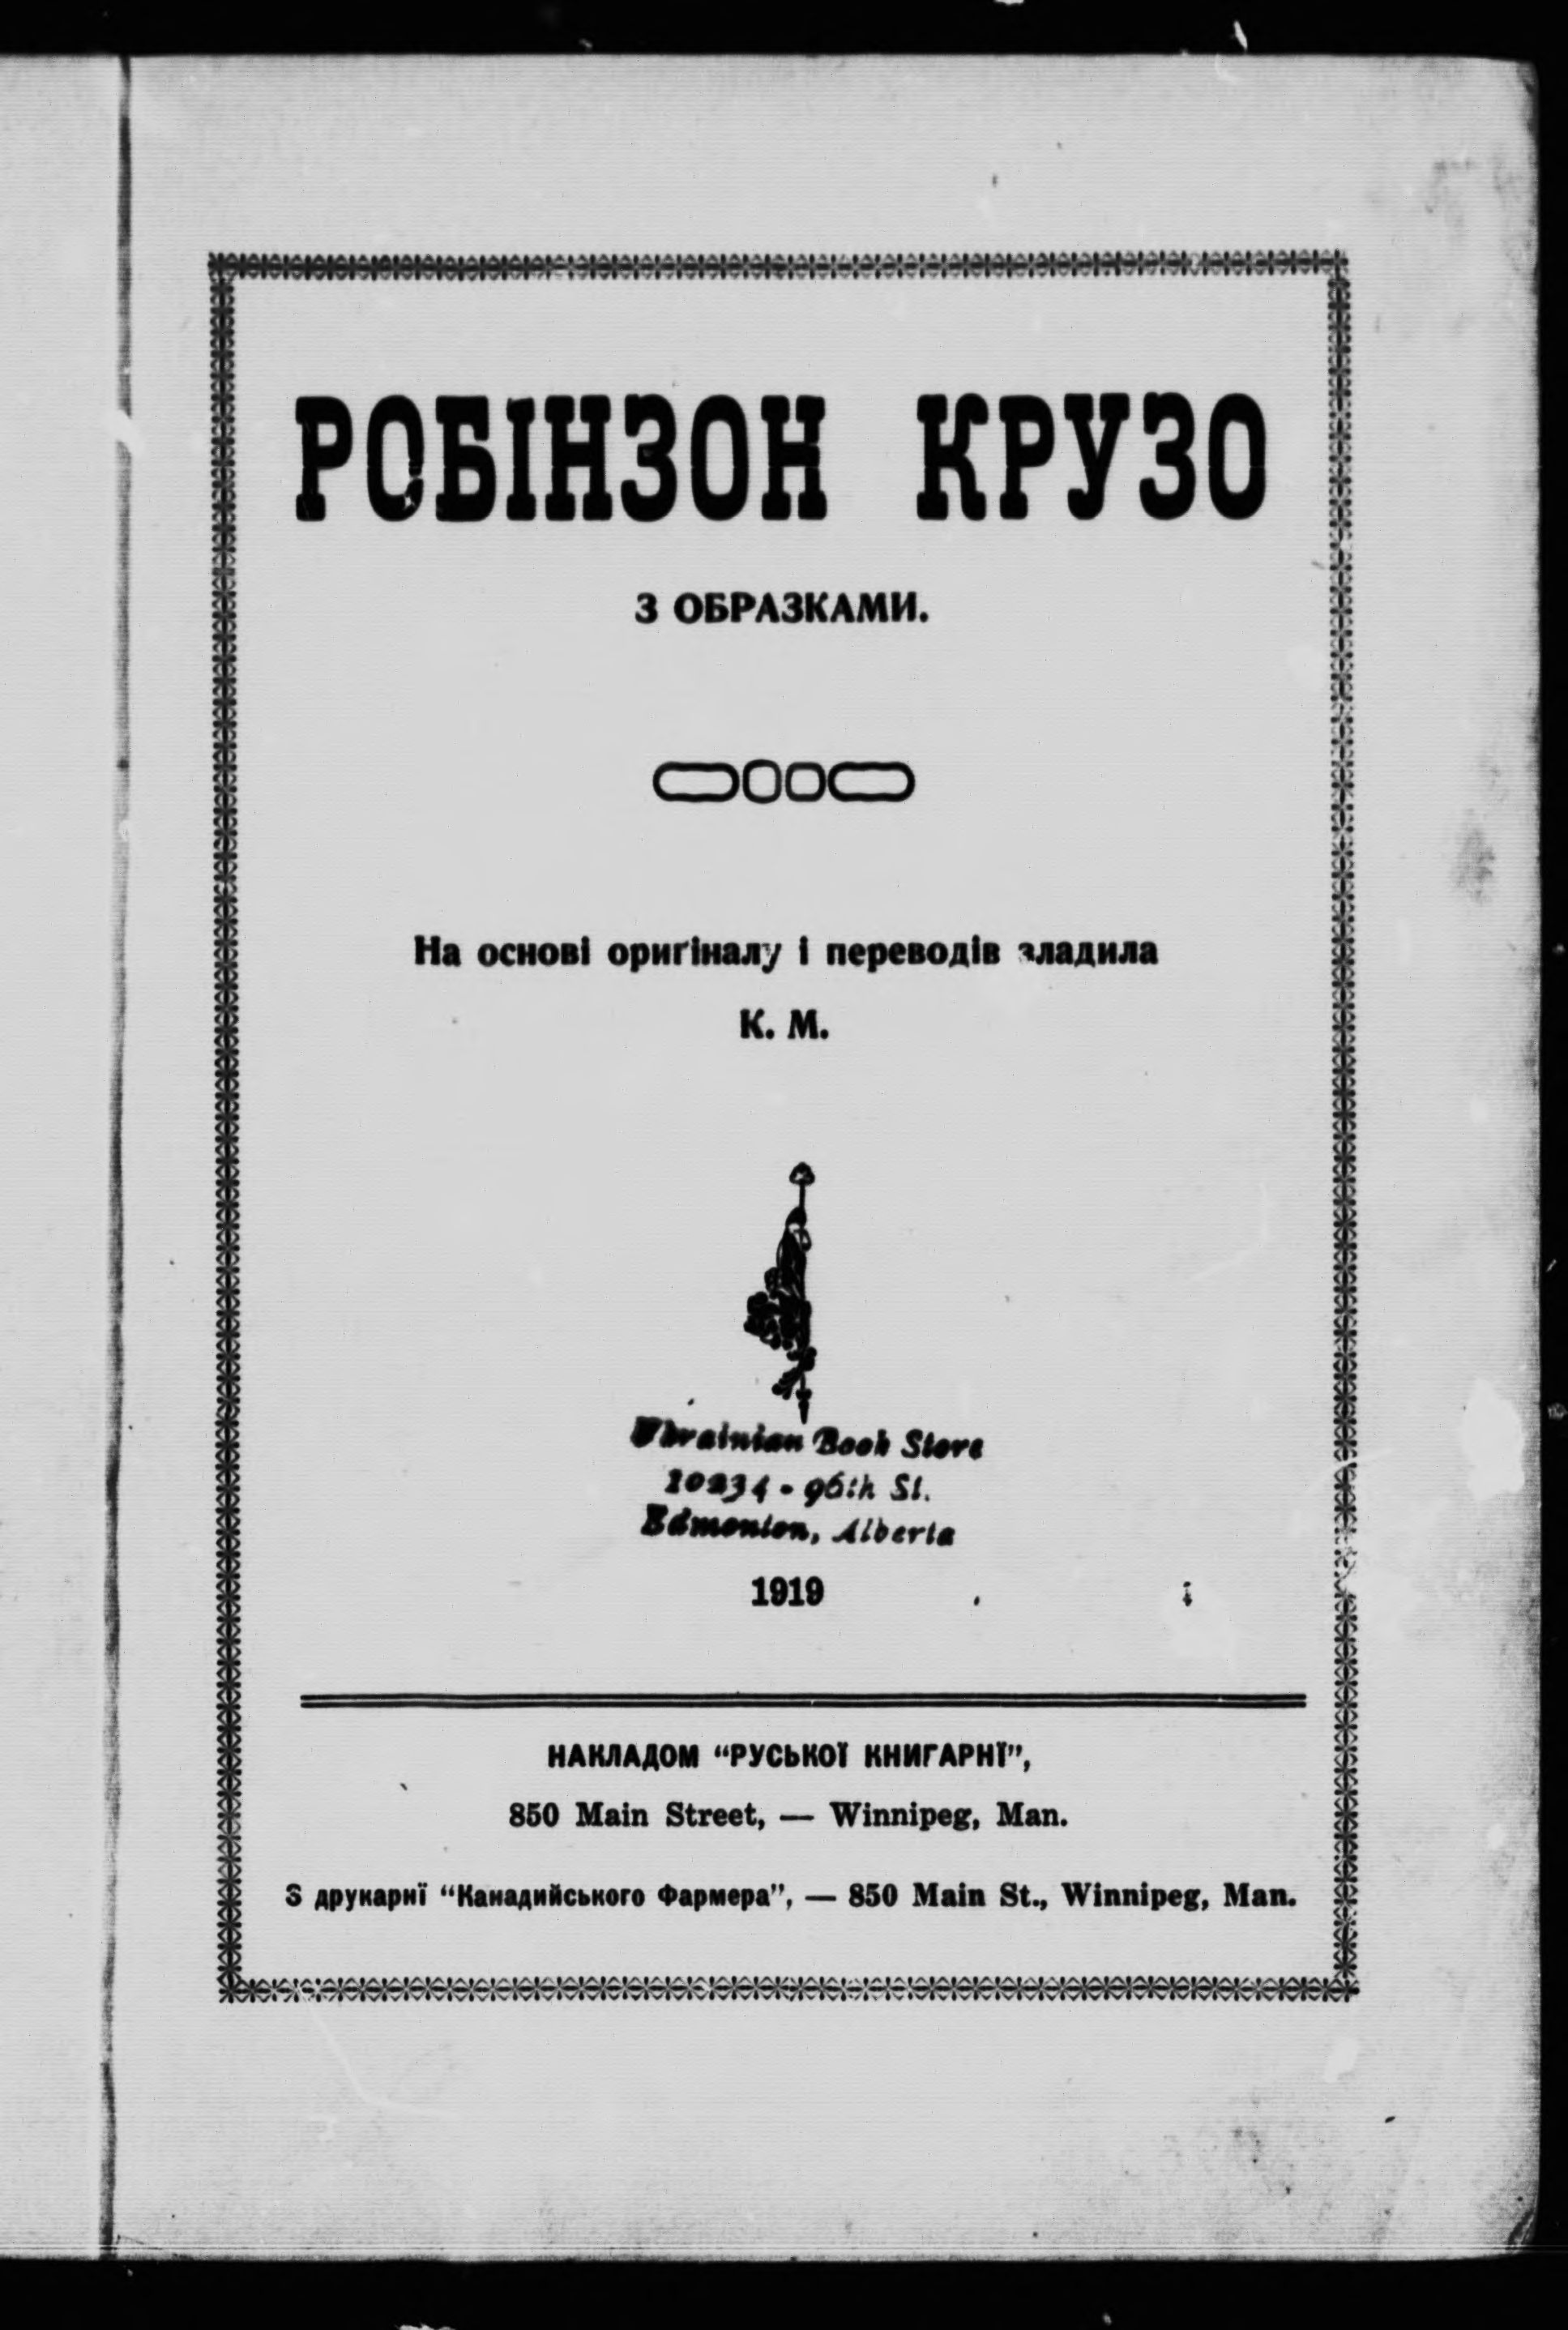 РОБІНЗОН КРУЗО
З ОБРАЗКАМИ.
На основі ориґіналу і переводів зладила
К. М.
Ukrainian Book Store
10234 - 96th St.
Edmonton, Alberta
1919
НАКЛАДОМ “РУСЬКОЇ КНИГАРНЇ”,
850 Main Street, — Winnipeg, Man.
З друкарнї “Канадийського Фармера”, — 850 Main St., Winnipeg, Man.